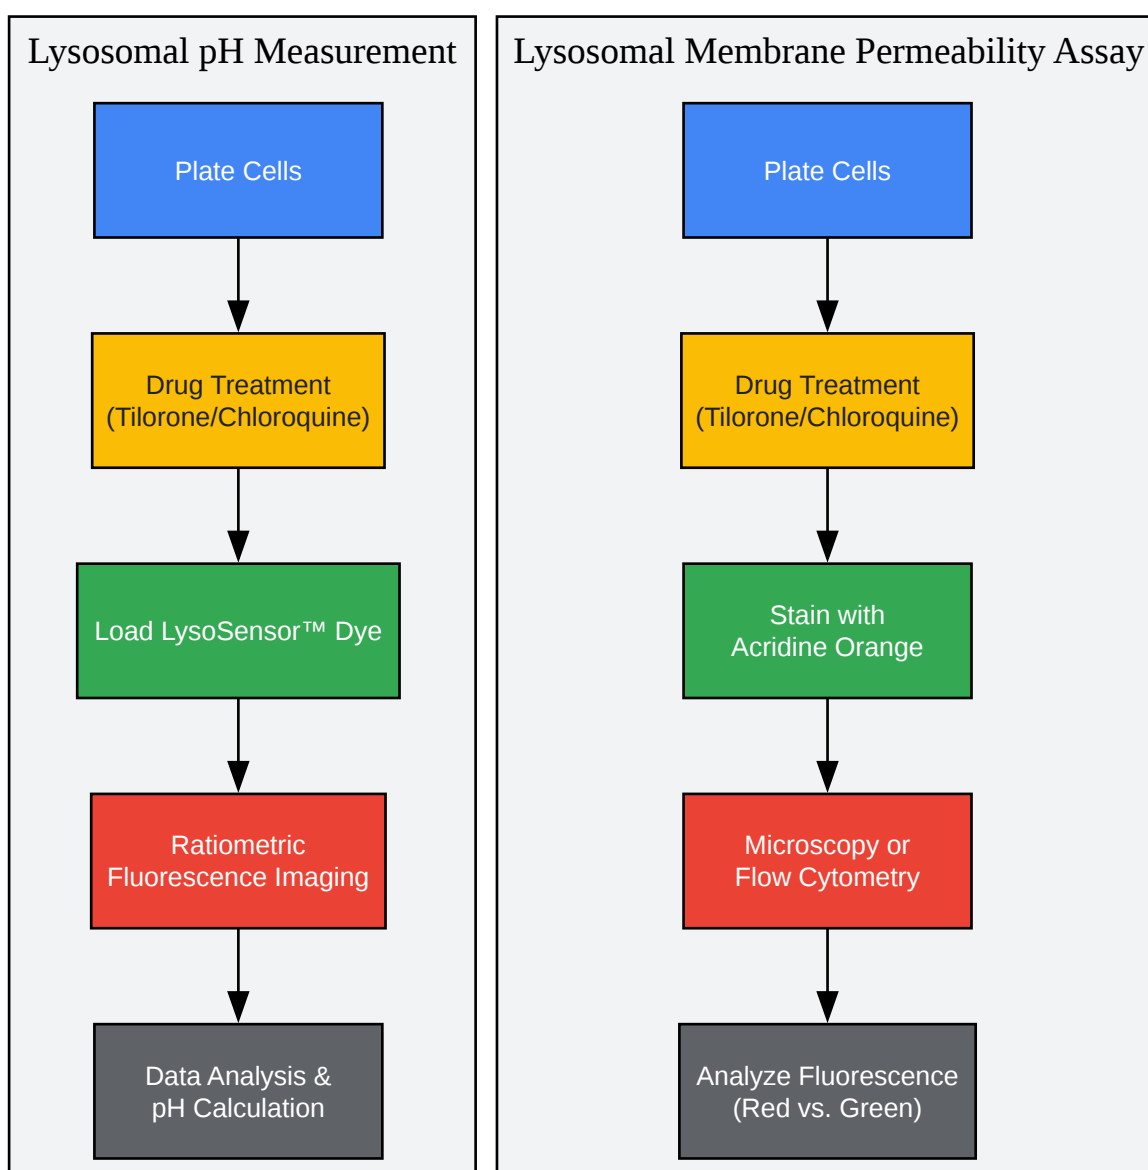 Lysosomal pH Measurement
Plate Cells
Drug Treatment
(Tilorone/Chloroquine)
Load LysoSensor™ Dye
Ratiometric
Fluorescence Imaging
Data Analysis &
pH Calculation
Lysosomal Membrane Permeability Assay
Plate Cells
Drug Treatment
(Tilorone/Chloroquine)
Stain with
Acridine Orange
Microscopy or
Flow Cytometry
Analyze Fluorescence
(Red vs. Green)